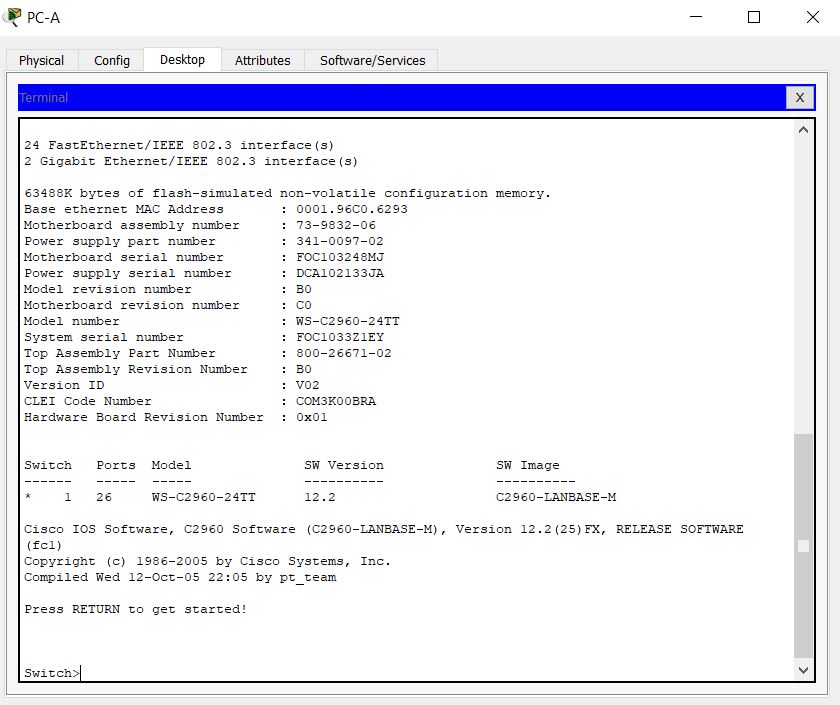 PC-A
Physical Config Desktop Attributes Software/Services
Terminal X
24 FastEthernet/IEEE 802.3 interface(s)
2 Gigabit Ethernet/IEEE 802.3 interface(s)
63488K bytes of flash-simulated non-volatile configuration memory.
Base ethernet MAC Address : 0001.96C0.6293
Motherboard assembly number : 73-9832-06
Power supply part number : 341-0097-02
Motherboard serial number : FOC103248MJ
Power supply serial number : DCA102133JA
Model revision number : B0
Motherboard revision number : C0
Model number : WS-C2960-24TT
System serial number : FOC1033Z1EY
Top Assembly Part Number : 800-26671-02
Top Assembly Revision Number : B0
Version ID : V02
CLEI Code Number : COM3K00BRA
Hardware Board Revision Number : 0x01
Switch Ports Model SW Version SW Image
------ ----- ----- ---------- ----------
* 1 26 WS-C2960-24TT 12.2 C2960-LANBASE-M
Cisco IOS Software, C2960 Software (C2960-LANBASE-M), Version 12.2(25)FX, RELEASE SOFTWARE
(fc1)
Copyright (c) 1986-2005 by Cisco Systems, Inc.
Compiled Wed 12-Oct-05 22:05 by pt_team
Press RETURN to get started!
Switch>